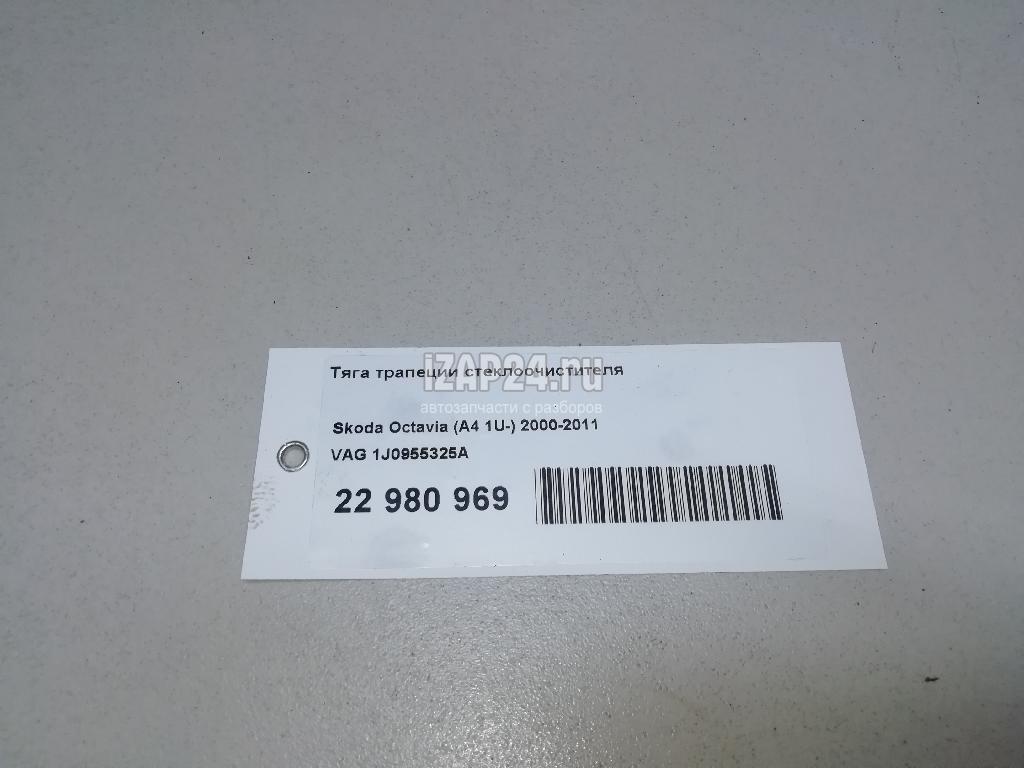 Тяга трапеции стеклоочистителя
iZAP24.ru
автозапчасти с разборов
Skoda Octavia (A4 1U-) 2000-2011
VAG 1J0955325A
22 980 969